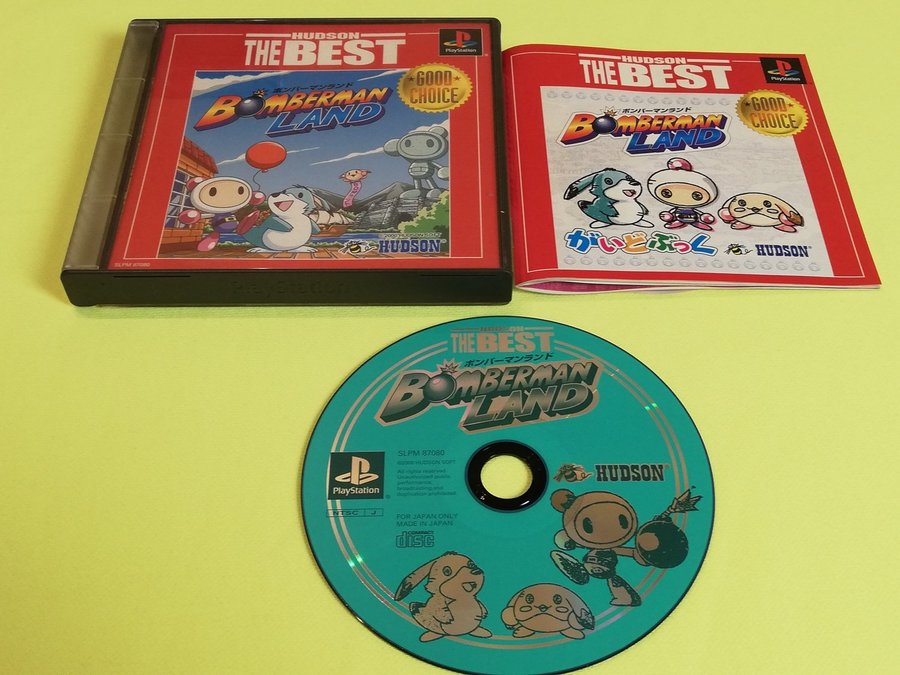 HUDSON
THE BEST
PlayStation
GOOD
CHOICE
ボンバーマンランド
BOMBERMAN
LAND
HUDSON
SLPM 87080
PlayStation
HUDSON
THE BEST
PlayStation
GOOD
CHOICE
ボンバーマンランド
BOMBERMAN
LAND
がいどぶっく
HUDSON
HUDSON
THE BEST
ボンバーマンランド
BOMBERMAN
LAND
SLPM 87080
©2000 HUDSON SOFT
All rights reserved.
Unauthorized public
performance,
broadcasting,and
duplication prohibited.
HUDSON
PlayStation
NTSC J
FOR JAPAN ONLY
MADE IN JAPAN
COMPACT
DISC